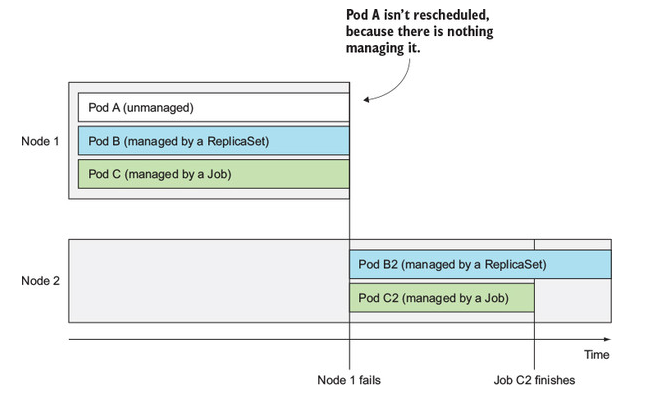 Pod A isn't rescheduled,
because there is nothing
managing it.
Node 1
Pod A (unmanaged)
Pod B (managed by a ReplicaSet)
Pod C (managed by a Job)
Node 2
Pod B2 (managed by a ReplicaSet)
Pod C2 (managed by a Job)
Time
Node 1 fails
Job C2 finishes